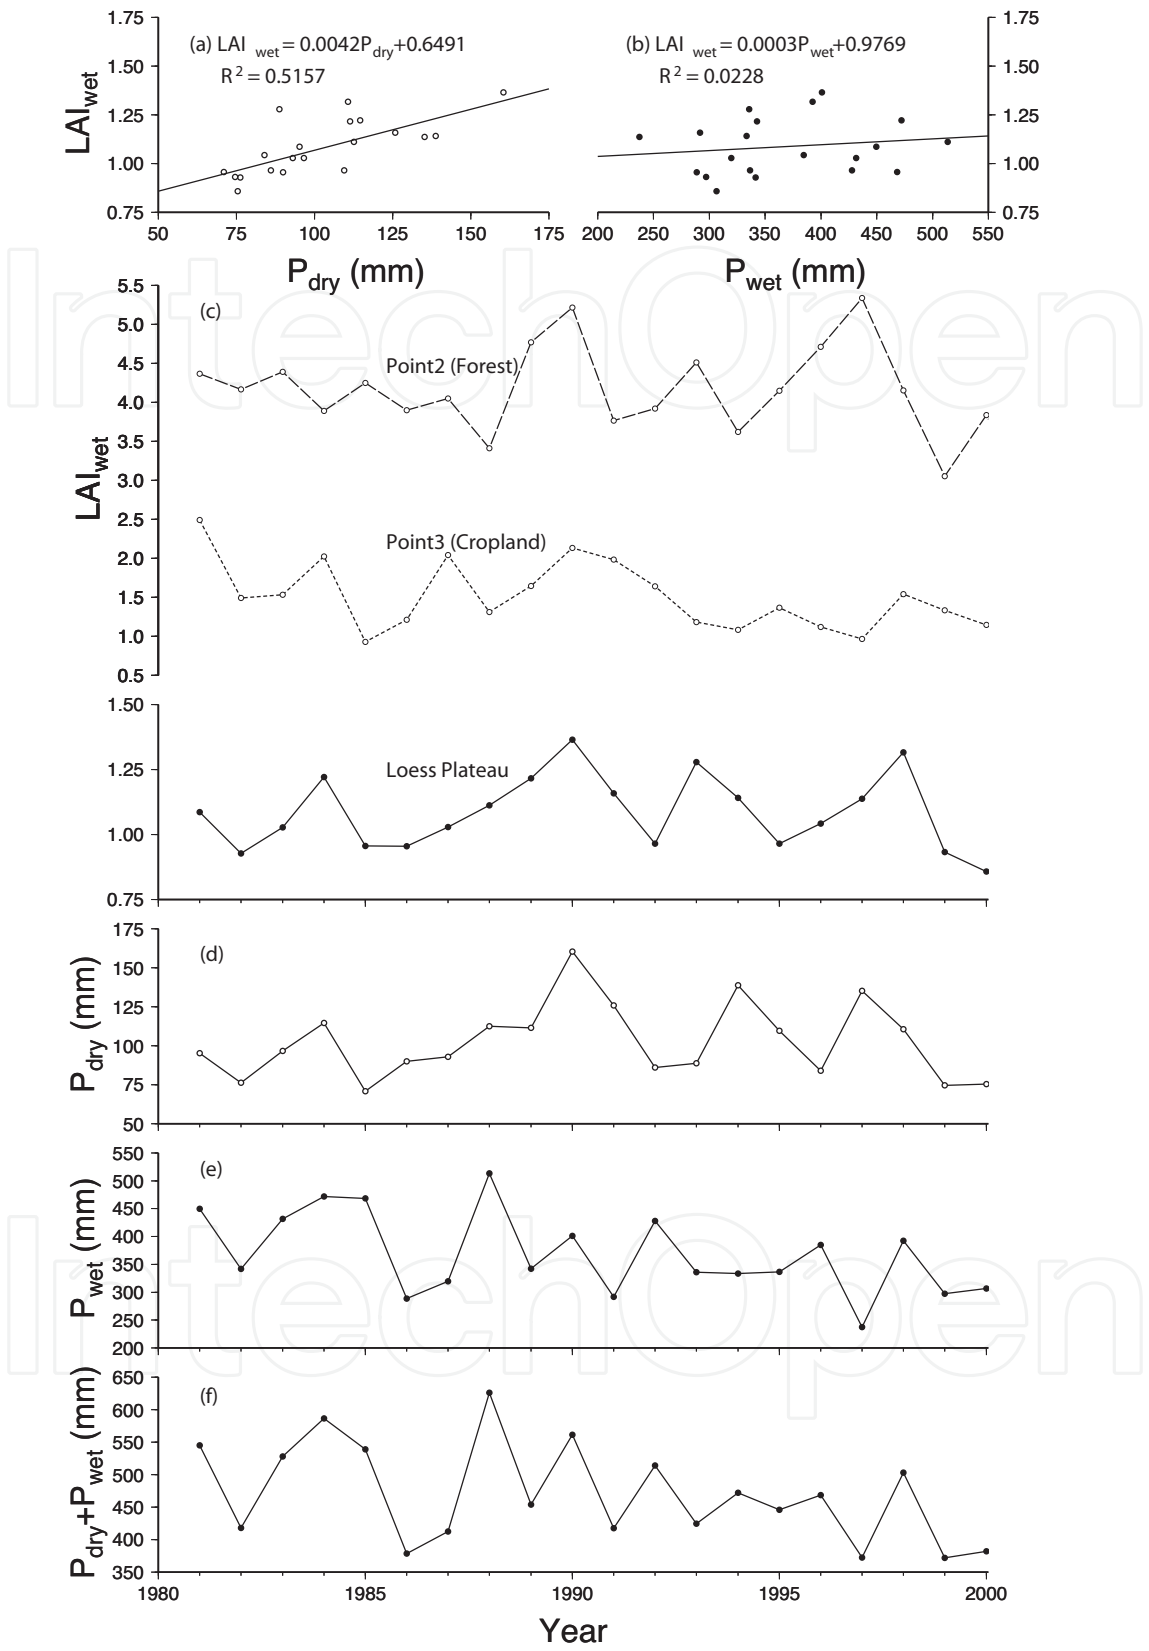 1.75
1.50
1.25
1.00
0.75
LAIwet
(a) LAI wet = 0.0042Pdry+0.6491
R2 = 0.5157
50 75 100 125 150 175
Pdry (mm)
(b) LAI wet = 0.0003Pwet+0.9769
R2 = 0.0228
1.75
1.50
1.25
1.00
0.75
200 250 300 350 400 450 500 550
Pwet (mm)
IntechOpen
(c)
5.5
5.0
4.5
4.0
3.5
3.0
2.5
2.0
1.5
1.0
0.5
LAIwet
Point2 (Forest)
Point3 (Cropland)
1.50
1.25
1.00
0.75
Loess Plateau
175
150
125
100
75
50
Pdry (mm)
(d)
550
500
450
400
350
300
250
200
Pwet (mm)
(e)
IntechOpen
650
600
550
500
450
400
350
Pdry+Pwet (mm)
(f)
1980 1985 1990 1995 2000
Year